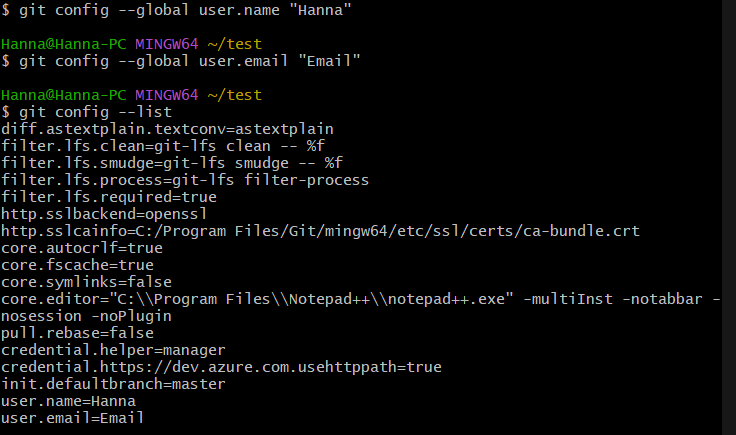 $ git config --global user.name "Hanna"
Hanna@Hanna-PC MINGW64 ~/test
$ git config --global user.email "Email"
Hanna@Hanna-PC MINGW64 ~/test
$ git config --list
diff.astextplain.textconv=astextplain
filter.lfs.clean=git-lfs clean -- %f
filter.lfs.smudge=git-lfs smudge -- %f
filter.lfs.process=git-lfs filter-process
filter.lfs.required=true
http.sslbackend=openssl
http.sslcainfo=C:/Program Files/Git/mingw64/etc/ssl/certs/ca-bundle.crt
core.autocrlf=true
core.fscache=true
core.symlinks=false
core.editor="C:\\Program Files\\Notepad++\\notepad++.exe" -multiInst -notabbar -
nosession -noPlugin
pull.rebase=false
credential.helper=manager
credential.https://dev.azure.com.usehttppath=true
init.defaultbranch=master
user.name=Hanna
user.email=Email